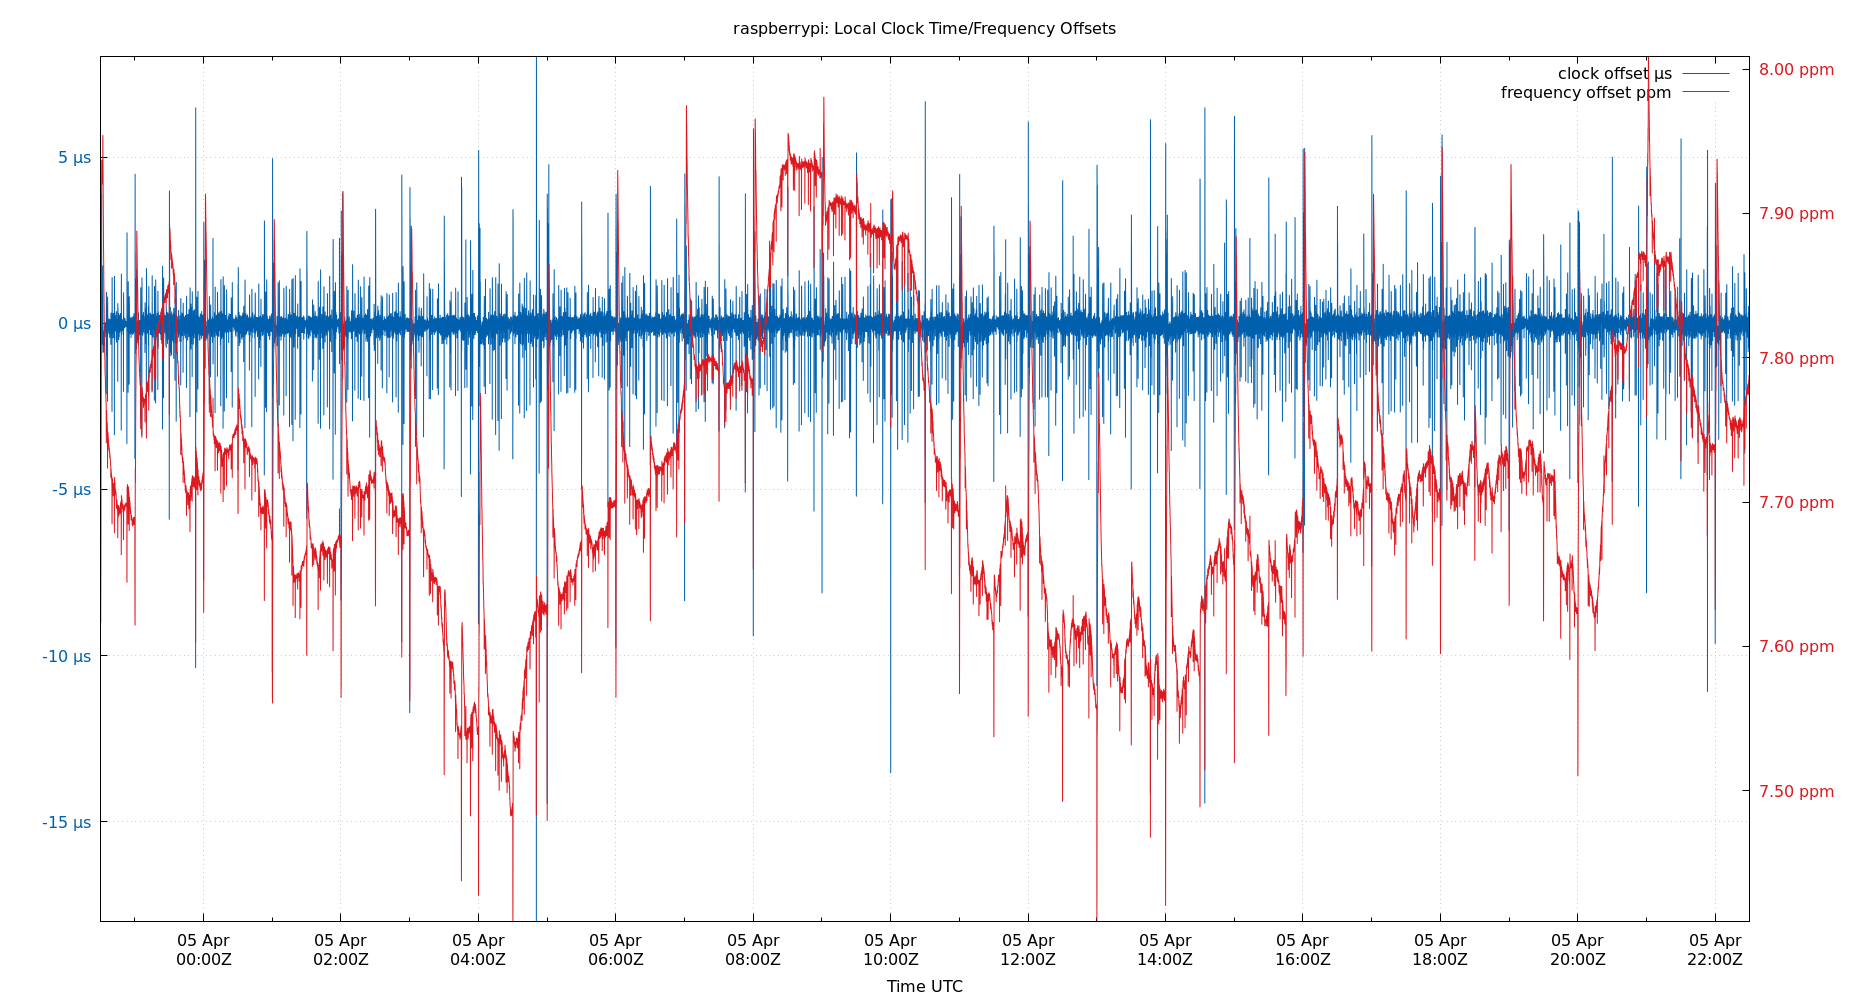 raspberrypi: Local Clock Time/Frequency Offsets
clock offset µs
frequency offset ppm
5 µs
0 µs
-5 µs
-10 µs
-15 µs
8.00 ppm
7.90 ppm
7.80 ppm
7.70 ppm
7.60 ppm
7.50 ppm
05 Apr 05 Apr 05 Apr 05 Apr 05 Apr 05 Apr 05 Apr 05 Apr 05 Apr 05 Apr 05 Apr 05 Apr
00:00Z 02:00Z 04:00Z 06:00Z 08:00Z 10:00Z 12:00Z 14:00Z 16:00Z 18:00Z 20:00Z 22:00Z
Time UTC